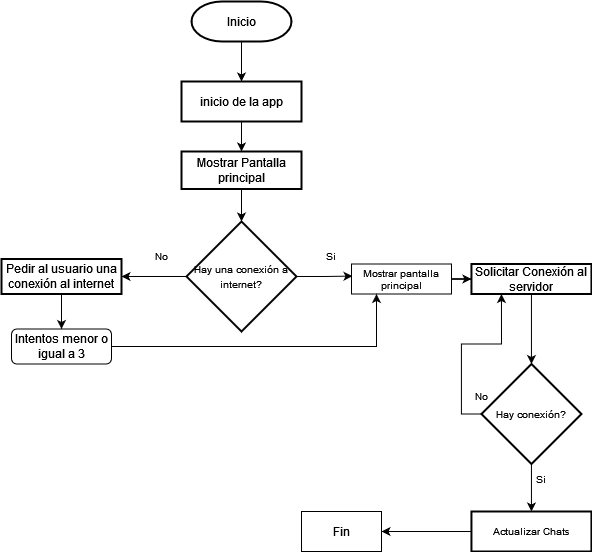 Inicio
inicio de la app
Mostrar Pantalla
principal
Hay una conexión a
internet?
No
Si
Pedir al usuario una
conexión al internet
Mostrar pantalla
principal
Solicitar Conexión al
servidor
Intentos menor o
igual a 3
No
Hay conexión?
Si
Actualizar Chats
Fin